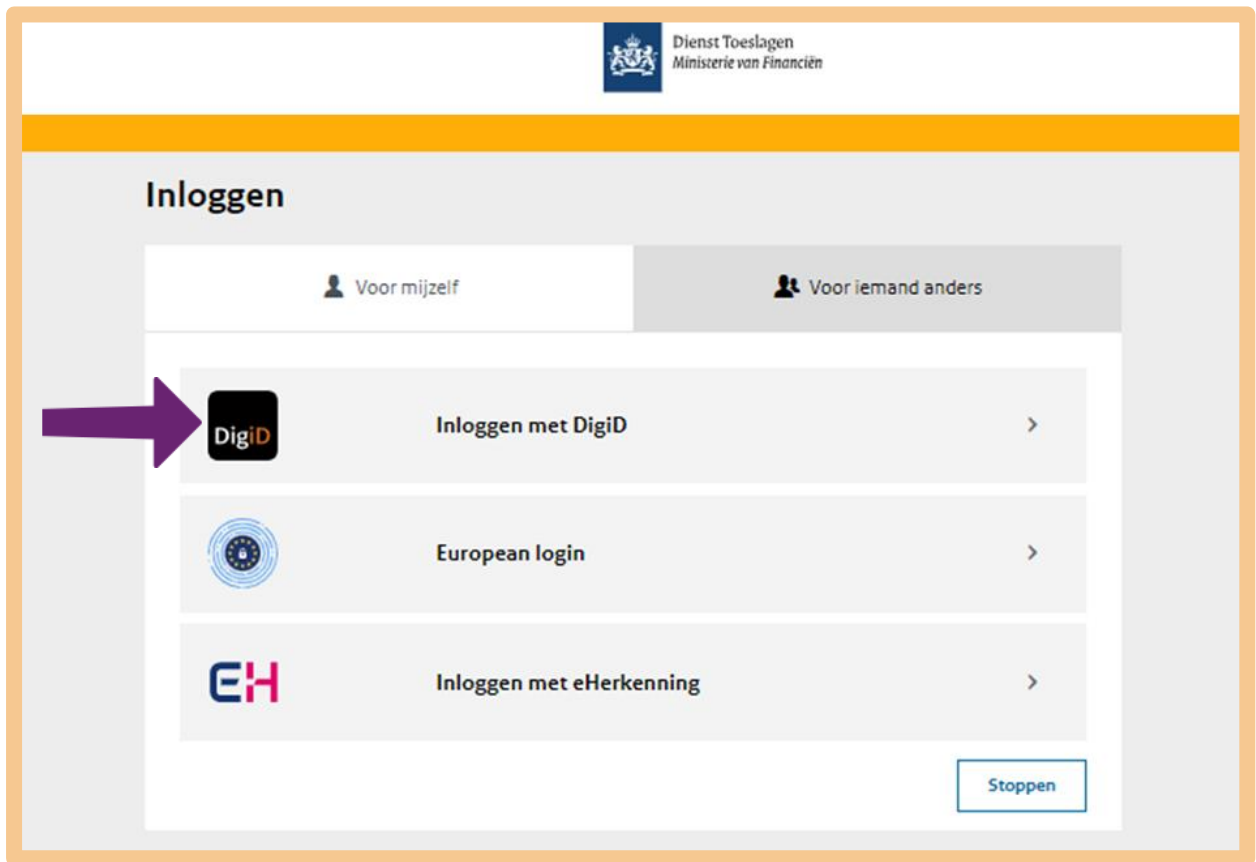 Dienst Toeslagen
Ministerie van Financiën
Inloggen
Voor mijzelf
Voor iemand anders
DigiD
Inloggen met DigiD
European login
EH
Inloggen met eHerkenning
Stoppen